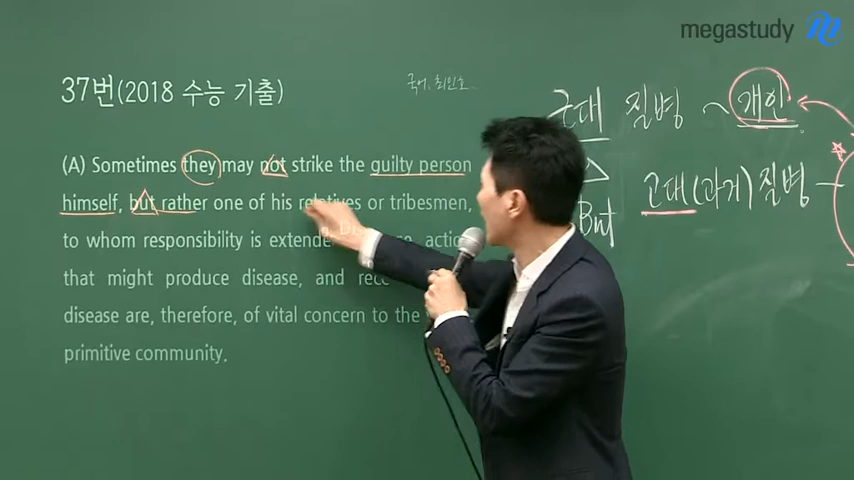 megastudy
37번(2018 수능 기출)
국어, 최인호
근대 질병 ~ 개인
(A) Sometimes they may not strike the guilty person
himself, but rather one of his relatives or tribesmen,
고대(과거) 질병 —
But
to whom responsibility is extended. action
that might produce disease, and
disease are, therefore, of vital concern to the
primitive community.